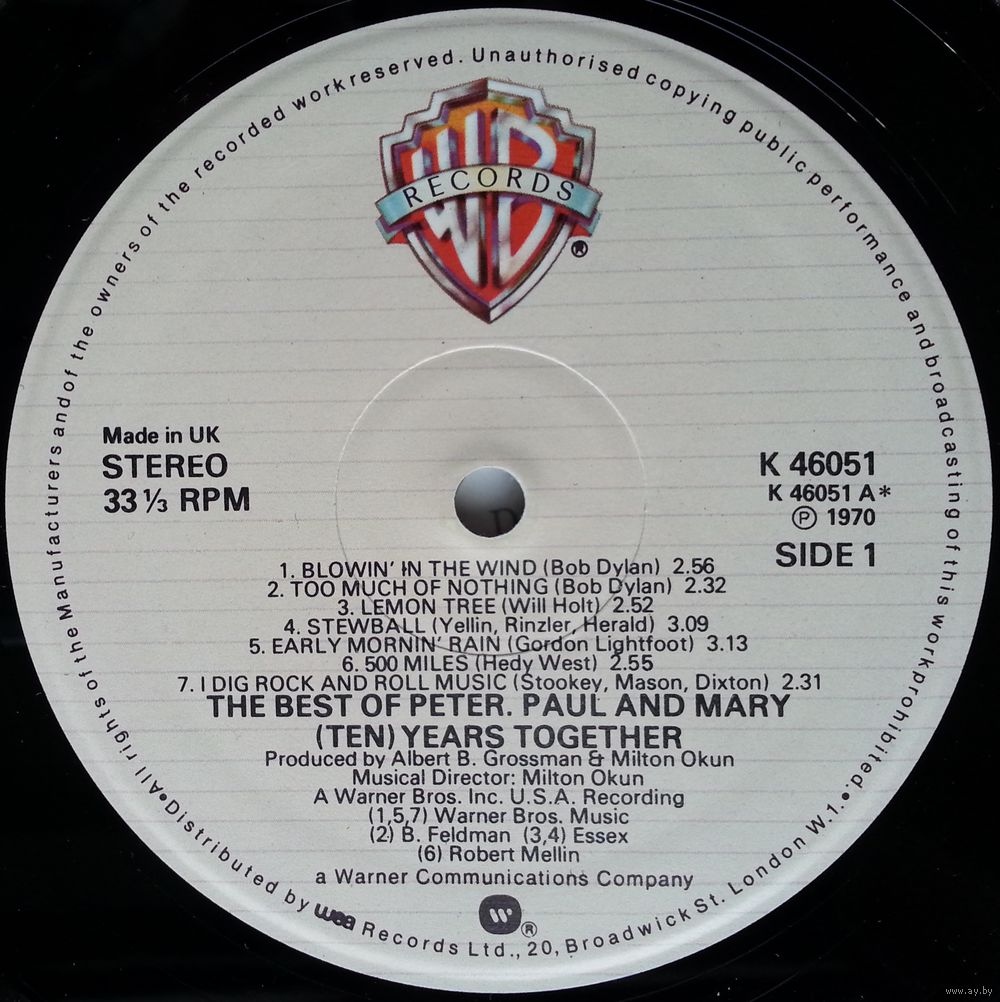 All rights of the Manufacturers and of the owners of the recorded work reserved. Unauthorised copying public performance and broadcasting of this work prohibited.
WB
RECORDS
®
Made in UK
STEREO
33 1/3 RPM
K 46051
K 46051 A*
℗ 1970
SIDE 1
1. BLOWIN' IN THE WIND (Bob Dylan) 2.56
2. TOO MUCH OF NOTHING (Bob Dylan) 2.32
3. LEMON TREE (Will Holt) 2.52
4. STEWBALL (Yellin, Rinzler, Herald) 3.09
5. EARLY MORNIN' RAIN (Gordon Lightfoot) 3.13
6. 500 MILES (Hedy West) 2.55
7. I DIG ROCK AND ROLL MUSIC (Stookey, Mason, Dixton) 2.31
THE BEST OF PETER. PAUL AND MARY
(TEN) YEARS TOGETHER
Produced by Albert B. Grossman & Milton Okun
Musical Director: Milton Okun
A Warner Bros. Inc. U.S.A. Recording
(1,5,7) Warner Bros. Music
(2) B. Feldman (3,4) Essex
(6) Robert Mellin
a Warner Communications Company
W ®
•Distributed by wea Records Ltd., 20, Broadwick St. London W.1.•
www.ay.by